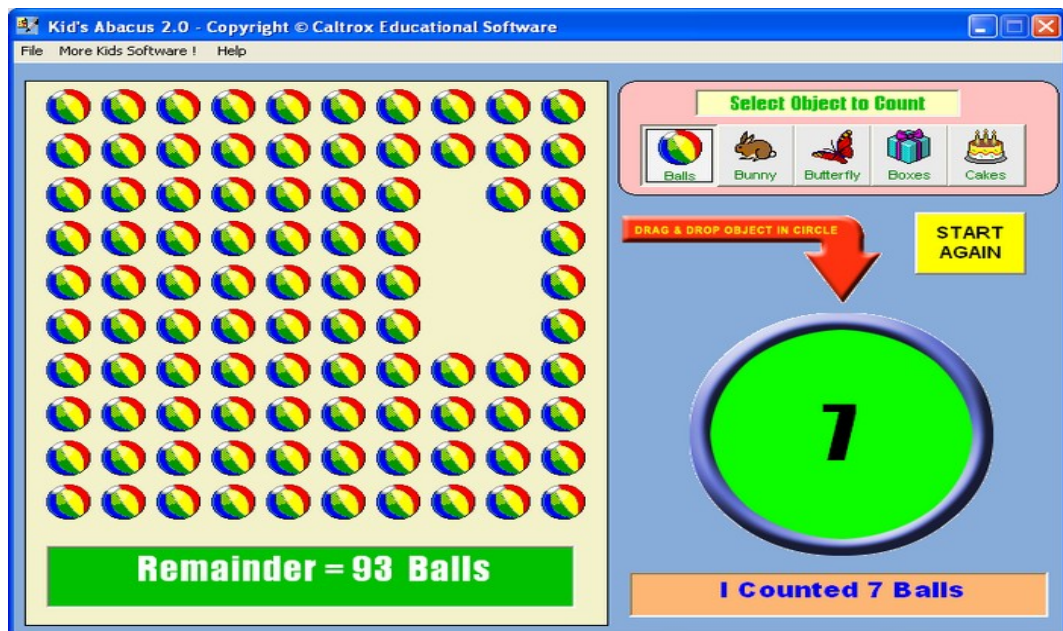 Kid's Abacus 2.0 - Copyright © Caltrox Educational Software
File More Kids Software ! Help
Select Object to Count
Balls Bunny Butterfly Boxes Cakes
DRAG & DROP OBJECT IN CIRCLE
START
AGAIN
7
Remainder = 93 Balls
I Counted 7 Balls